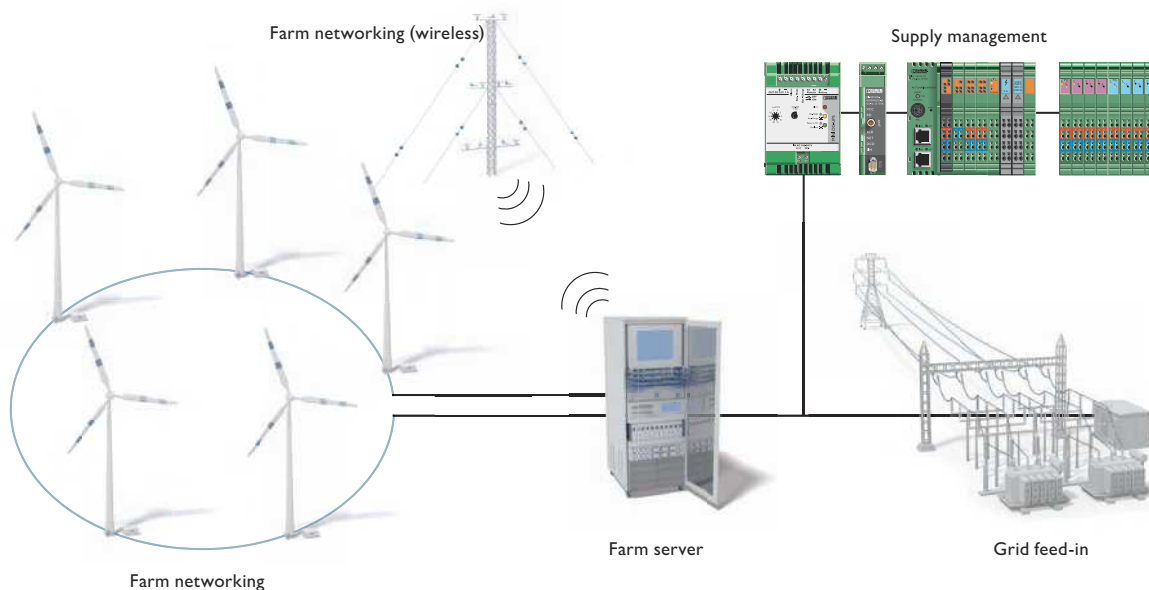 Farm networking (wireless)
Supply management
Farm server
Grid feed-in
Farm networking